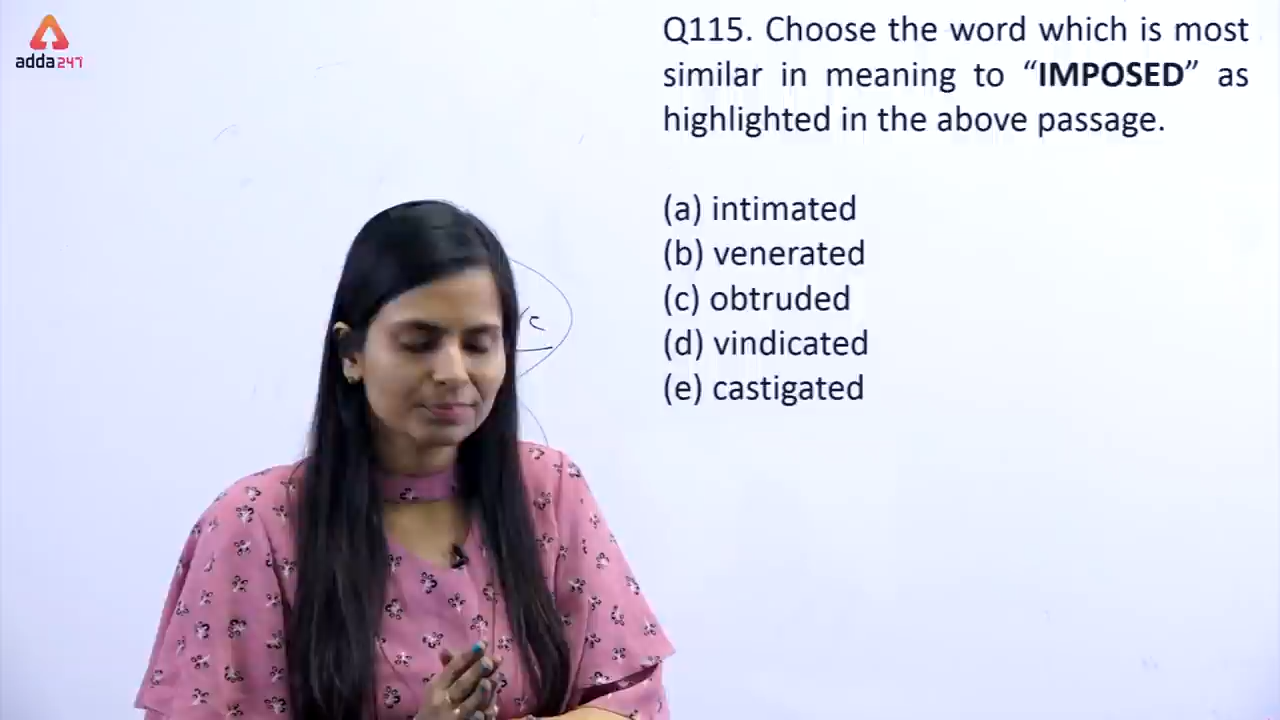 adda247
Q115. Choose the word which is most
similar in meaning to “IMPOSED” as
highlighted in the above passage.
(a) intimated
(b) venerated
(c) obtruded
(d) vindicated
(e) castigated